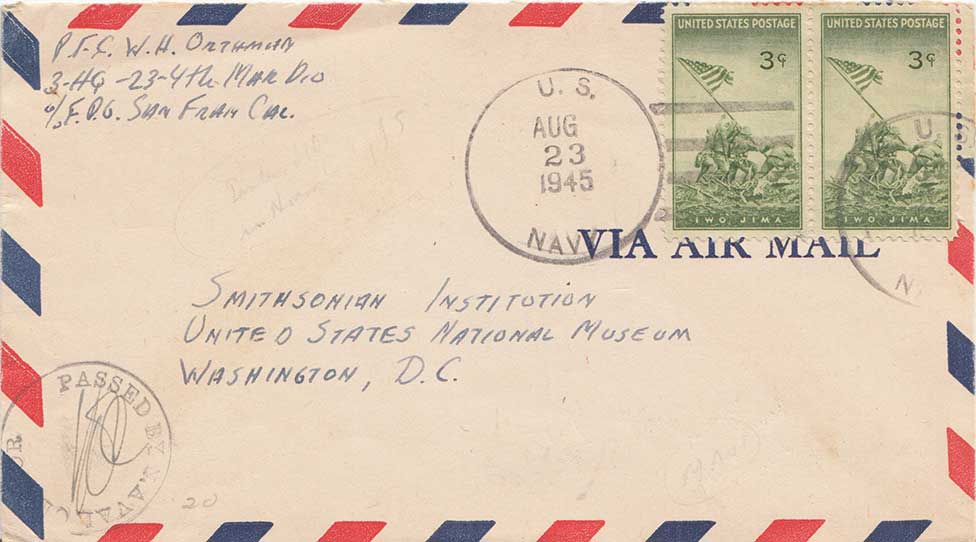 P.F.C. W.H. Orthman
3-HQ-23-4th Mar Div
c/o F.P.O. San Fran Cal.
U.S.
AUG
23
1945
NAVY
UNITED STATES POSTAGE
3¢
IWO JIMA
UNITED STATES POSTAGE
3¢
IWO JIMA
U.
N.
VIA AIR MAIL
Smithsonian Institution
United States National Museum
Washington, D.C.
PASSED BY NAVAL
20